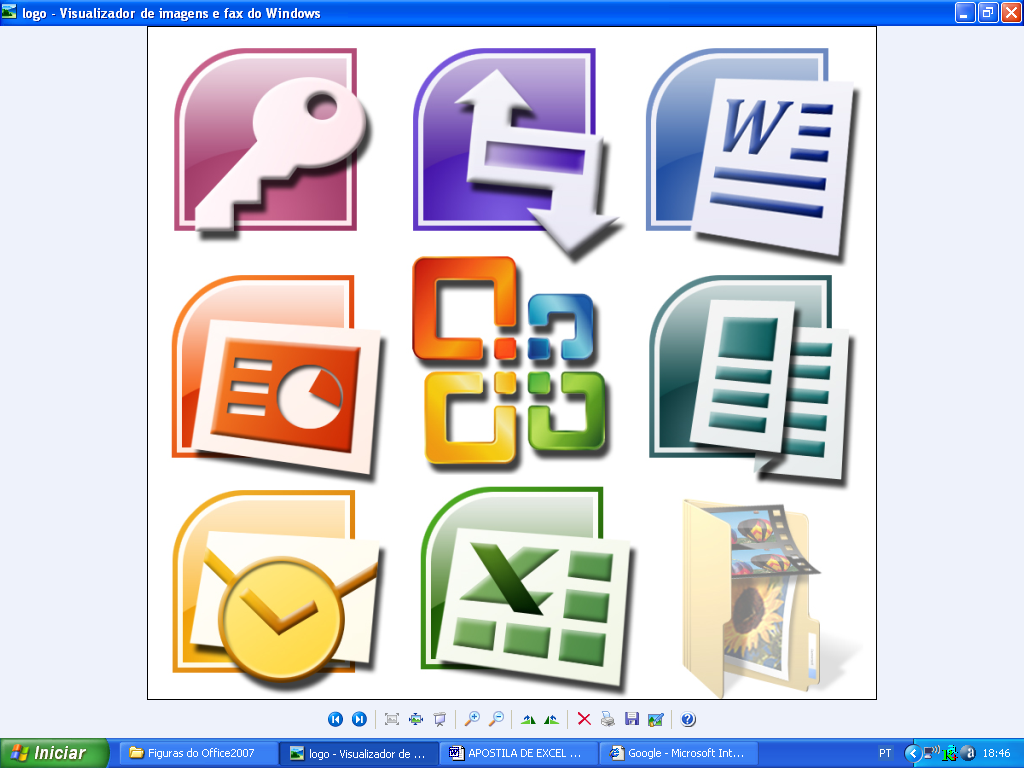 logo - Visualizador de imagens e fax do Windows
W
X
Iniciar
Figuras do Office2007
logo - Visualizador de ...
APOSTILA DE EXCEL ...
Google - Microsoft Int...
PT
18:46